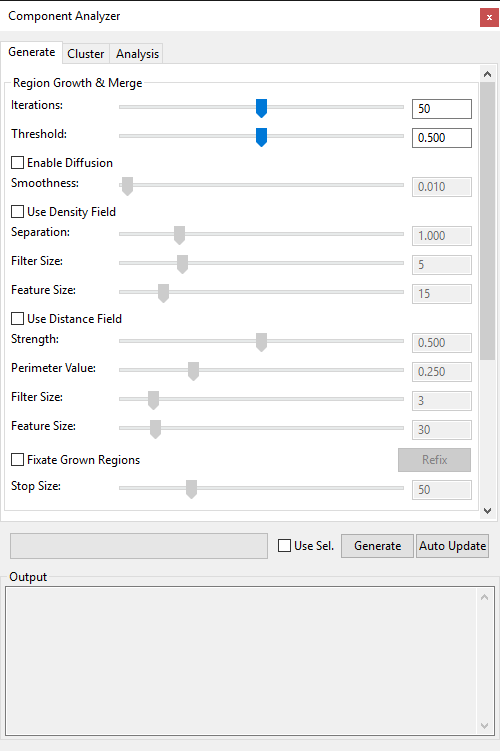 Component Analyzer
x
Generate Cluster Analysis
Region Growth & Merge
Iterations: 50
Threshold: 0.500
Enable Diffusion
Smoothness: 0.010
Use Density Field
Separation: 1.000
Filter Size: 5
Feature Size: 15
Use Distance Field
Strength: 0.500
Perimeter Value: 0.250
Filter Size: 3
Feature Size: 30
Fixate Grown Regions Refix
Stop Size: 50
Use Sel. Generate Auto Update
Output